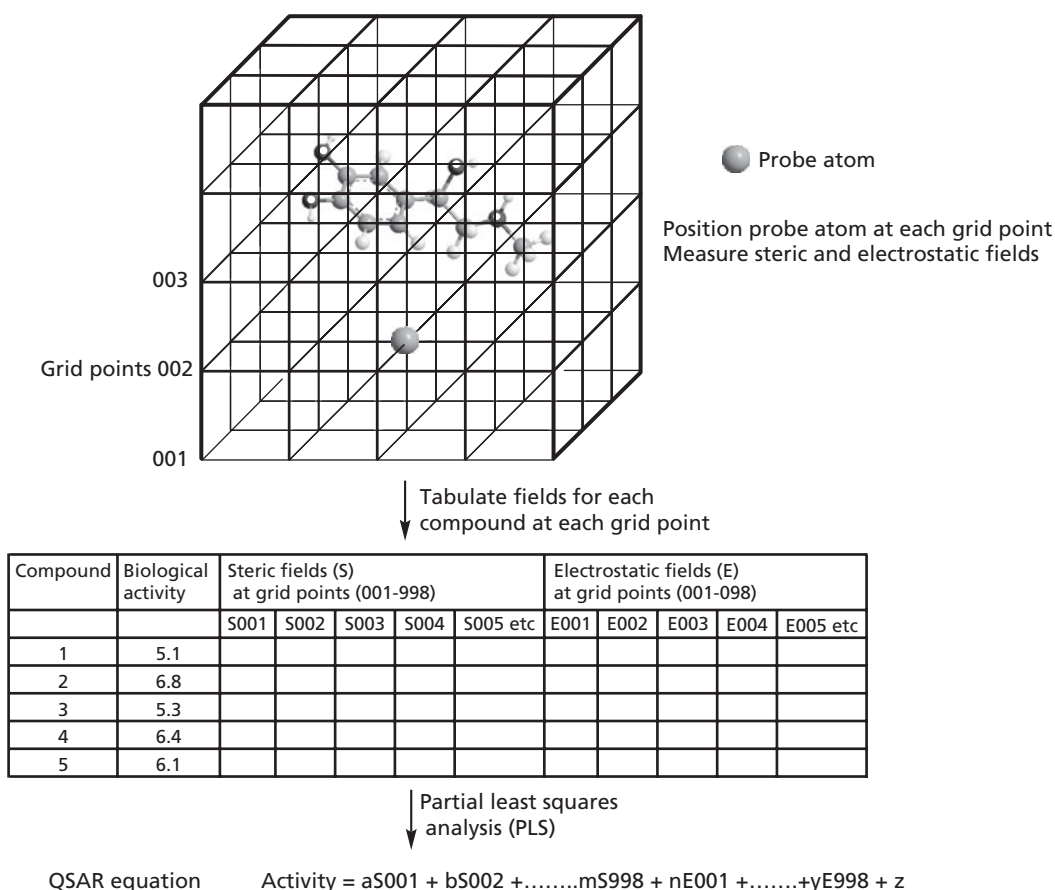 Probe atom
Position probe atom at each grid point
Measure steric and electrostatic fields
003
Grid points 002
001
Tabulate fields for each
compound at each grid point
Compound Biological activity Steric fields (S) at grid points (001-998) Electrostatic fields (E) at grid points (001-098)
S001 S002 S003 S004 S005 etc E001 E002 E003 E004 E005 etc
1 5.1
2 6.8
3 5.3
4 6.4
5 6.1
Partial least squares
analysis (PLS)
QSAR equation Activity = aS001 + bS002 +........mS998 + nE001 +.......+yE998 + z